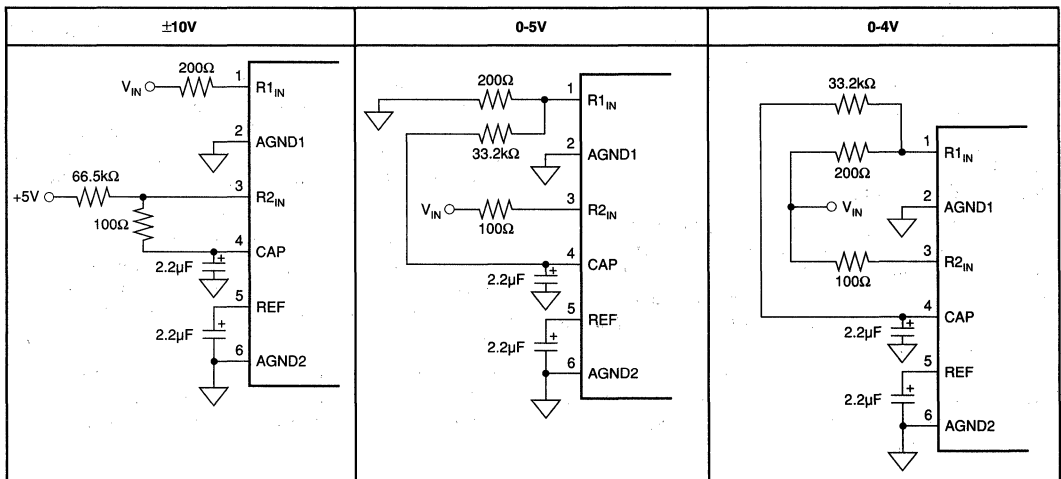 ±10V
200Ω
V_IN
1
R1_IN
2
AGND1
66.5kΩ
+5V
3
R2_IN
100Ω
4
CAP
2.2µF
+
5
REF
2.2µF
+
6
AGND2
0-5V
200Ω
1
R1_IN
33.2kΩ
2
AGND1
V_IN
3
R2_IN
100Ω
4
CAP
2.2µF
+
5
REF
2.2µF
+
6
AGND2
0-4V
33.2kΩ
1
R1_IN
200Ω
V_IN
2
AGND1
3
R2_IN
100Ω
4
CAP
2.2µF
+
5
REF
2.2µF
+
6
AGND2